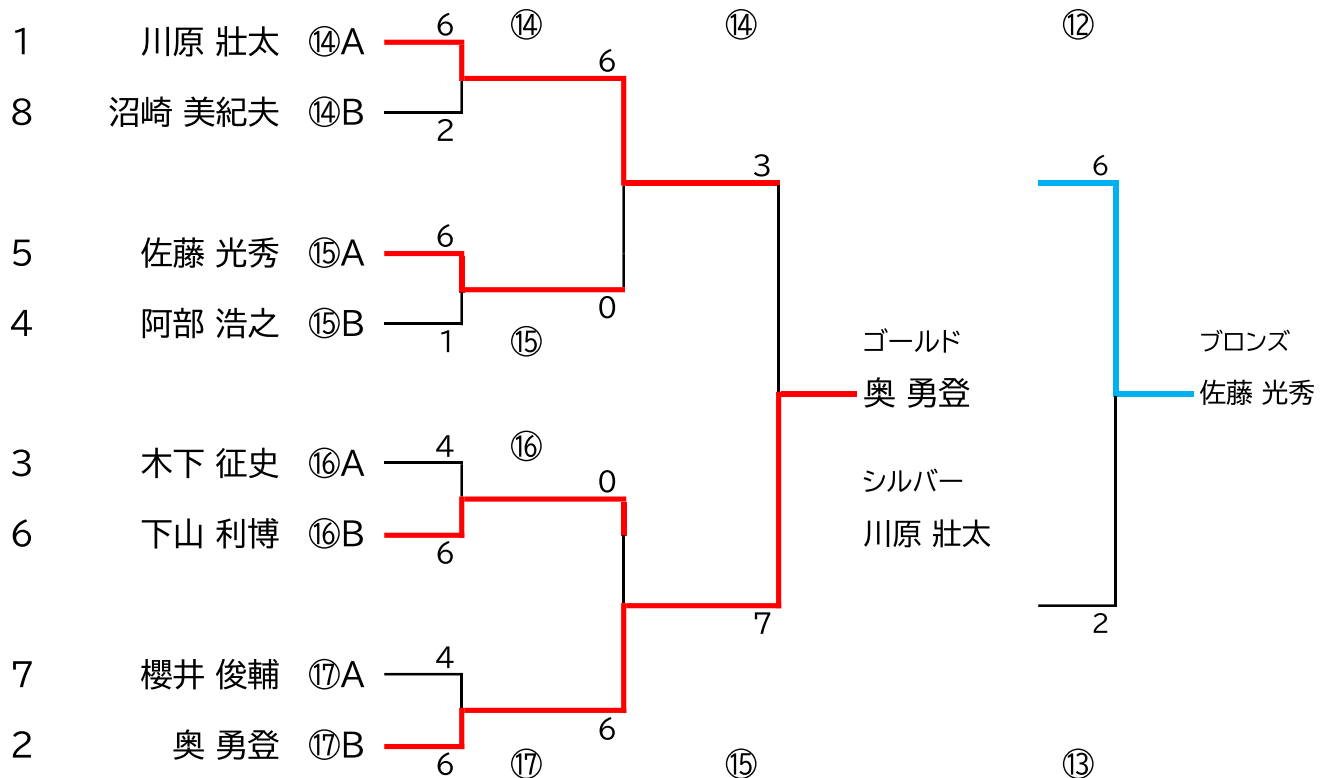 6 ⑭ ⑭ ⑫
1 川原 壯太 ⑭A 6
8 沼崎 美紀夫 ⑭B
2
3 6
6
5 佐藤 光秀 ⑮A
0
4 阿部 浩之 ⑮B
1 ⑮
ゴールド ブロンズ
奥 勇登 佐藤 光秀
4 ⑯
3 木下 征史 ⑯A 0
シルバー
6 下山 利博 ⑯B 川原 壯太
6
7 2
4
7 櫻井 俊輔 ⑰A
6
2 奥 勇登 ⑰B
6 ⑰ ⑮ ⑬